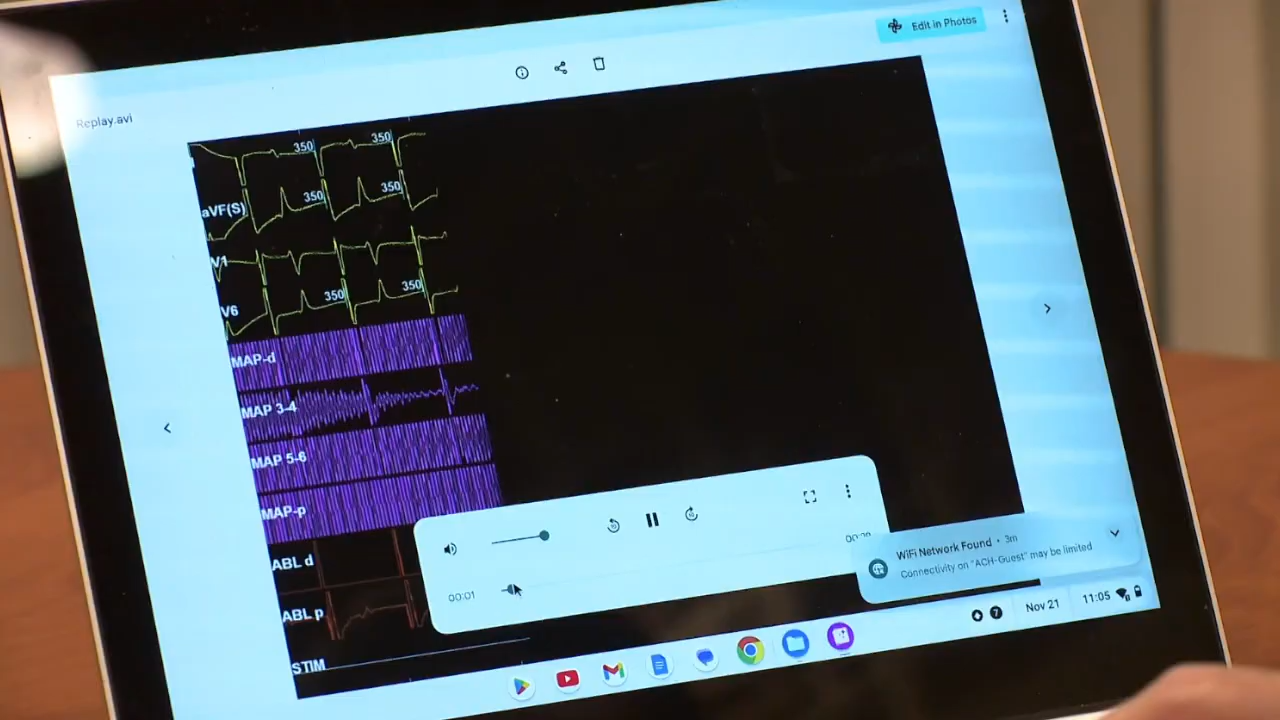 Edit in Photos
Replay.avi
350
350
aVF(S)
350
350
V1
V6
350
350
MAP-d
MAP 3-4
MAP 5-6
MAP-p
ABL d
ABL p
STIM
00:01
WiFi Network Found • 3m
Connectivity on "ACH-Guest" may be limited
7
Nov 21
11:05